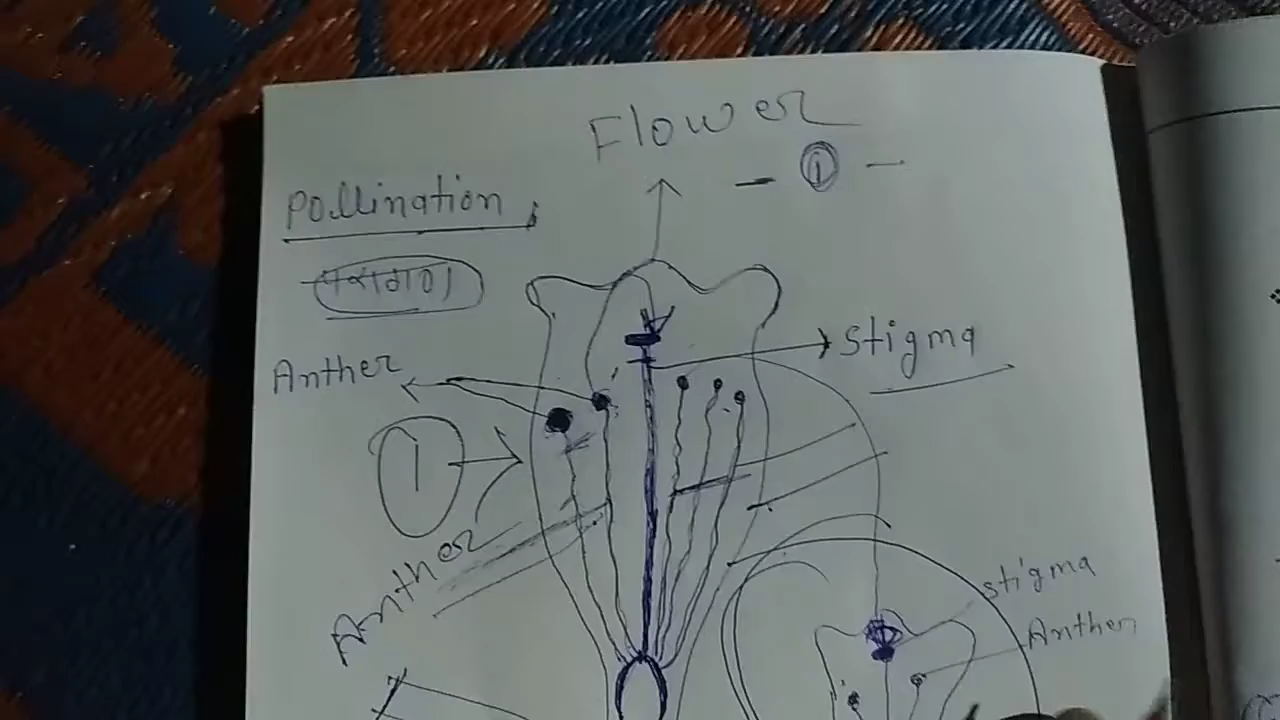 Flower
- ① -
Pollination
Anther
Stigma
1
Anther
stigma
Anther